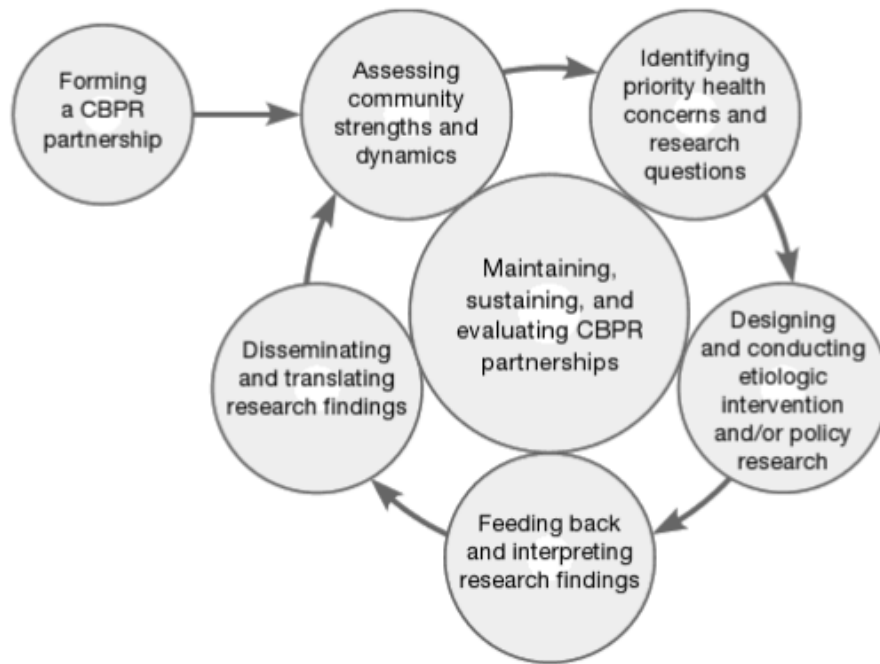 Forming
a CBPR
partnership
Assessing
community
strengths and
dynamics
Identifying
priority health
concerns and
research
questions
Maintaining,
sustaining, and
evaluating CBPR
partnerships
Designing
and conducting
etiologic
intervention
and/or policy
research
Feeding back
and interpreting
research findings
Disseminating
and translating
research findings